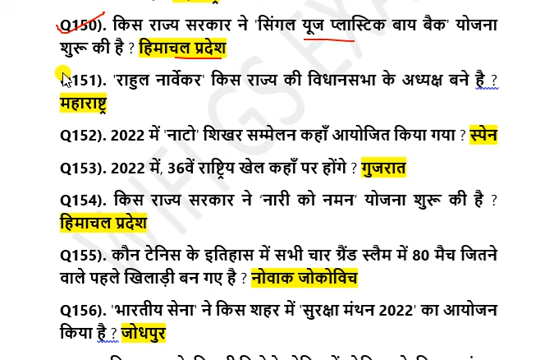 Q150). किस राज्य सरकार ने 'सिंगल यूज प्लास्टिक बाय बैक' योजना
शुरू की है ? हिमाचल प्रदेश
Q151). 'राहुल नार्वेकर' किस राज्य की विधानसभा के अध्यक्ष बने है ?
महाराष्ट्र
Q152). 2022 में 'नाटो' शिखर सम्मेलन कहाँ आयोजित किया गया ? स्पेन
Q153). 2022 में, 36वें राष्ट्रिय खेल कहाँ पर होंगे ? गुजरात
Q154). किस राज्य सरकार ने 'नारी को नमन' योजना शुरू की है ?
हिमाचल प्रदेश
Q155). कौन टेनिस के इतिहास में सभी चार ग्रैंड स्लैम में 80 मैच जितने
वाले पहले खिलाड़ी बन गए है ? नोवाक जोकोविच
Q156). 'भारतीय सेना' ने किस शहर में 'सुरक्षा मंथन 2022' का आयोजन
किया है ? जोधपुर